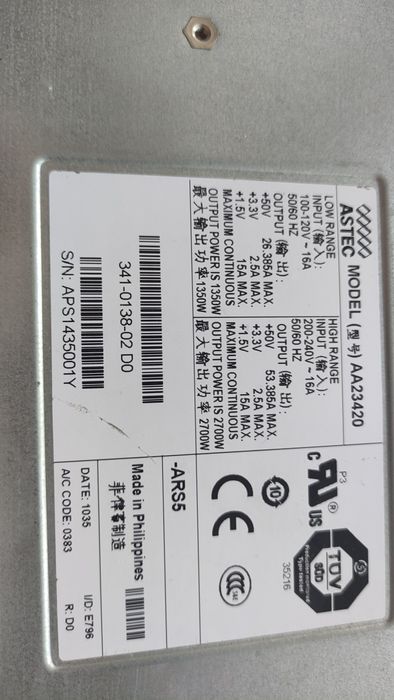 ASTEC MODEL (型号) AA23420
LOW RANGE
INPUT (输入):
100-120V ~ 16A
50/60 HZ
OUTPUT (输出):
+50V 26.385A MAX.
+3.3V 2.5A MAX.
+1.5V 15A MAX.
MAXIMUM CONTINUOUS
OUTPUT POWER IS 1350W
最大输出功率1350W
HIGH RANGE
INPUT (输入):
200-240V ~ 16A
50/60 HZ
OUTPUT (输出):
+50V 53.385A MAX.
+3.3V 2.5A MAX.
+1.5V 15A MAX.
MAXIMUM CONTINUOUS
OUTPUT POWER IS 2700W
最大输出功率2700W
341-0138-02 D0
S/N: APS1435001Y
P3
c RU US
®
TÜV
SÜD
35216
10
CE
CCC
S&E
-ARS5
Made in Philippines
菲律宾制造
DATE: 1035 I/D: E796
A/C CODE: 0383 R: D0